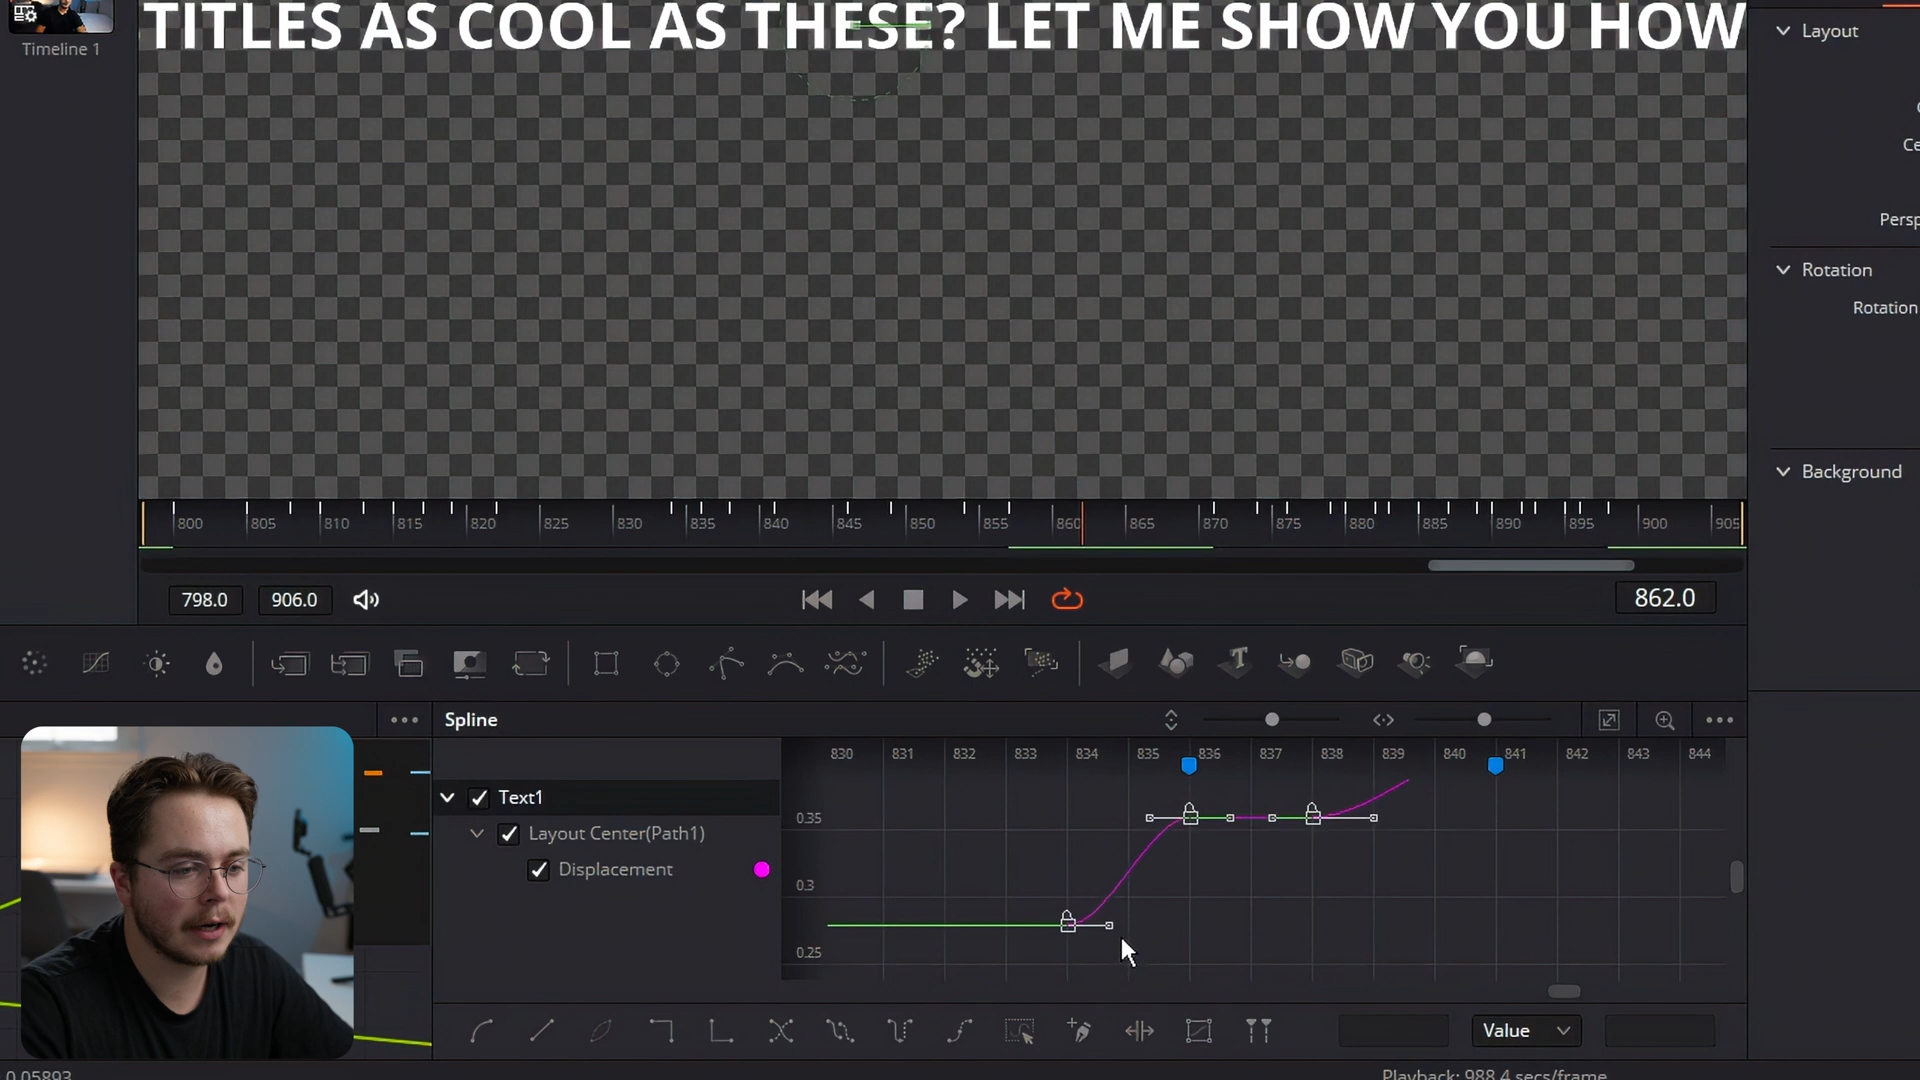 TITLES AS COOL AS THESE? LET ME SHOW YOU HOW
Timeline 1
Layout
Ce
Persp
Rotation
Rotation
Background
800 805 810 815 820 825 830 835 840 845 850 855 860 865 870 875 880 885 890 895 900 905
798.0 906.0 862.0
Spline
830 831 832 833 834 835 836 837 838 839 840 841 842 843 844
Text1
Layout Center(Path1)
Displacement
0.35
0.3
0.25
Value
0.05893
Playback: 988.4 secs/frame